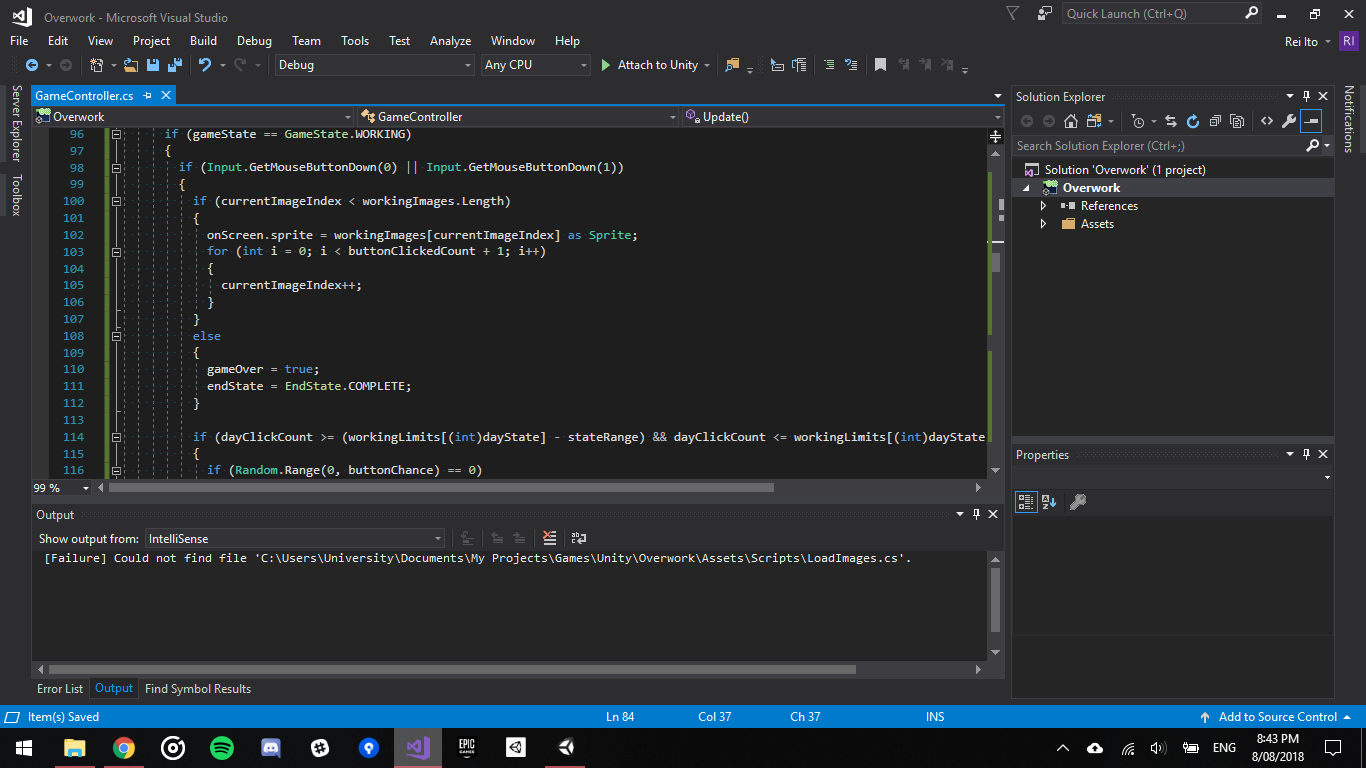 Overwork - Microsoft Visual Studio
Quick Launch (Ctrl+Q)
File Edit View Project Build Debug Team Tools Test Analyze Window Help
Rei Ito RI
Debug Any CPU Attach to Unity
Server Explorer
Toolbox
GameController.cs
Overwork GameController Update()
96 if (gameState == GameState.WORKING)
97 {
98 if (Input.GetMouseButtonDown(0) || Input.GetMouseButtonDown(1))
99 {
100 if (currentImageIndex < workingImages.Length)
101 {
102 onScreen.sprite = workingImages[currentImageIndex] as Sprite;
103 for (int i = 0; i < buttonClickedCount + 1; i++)
104 {
105 currentImageIndex++;
106 }
107 }
108 else
109 {
110 gameOver = true;
111 endState = EndState.COMPLETE;
112 }
113
114 if (dayClickCount >= (workingLimits[(int)dayState] - stateRange) && dayClickCount <= workingLimits[(int)dayState
115 {
116 if (Random.Range(0, buttonChance) == 0)
99 %
Output
Show output from: IntelliSense
[Failure] Could not find file 'C:\Users\University\Documents\My Projects\Games\Unity\Overwork\Assets\Scripts\LoadImages.cs'.
Error List Output Find Symbol Results
Solution Explorer
Search Solution Explorer (Ctrl+;)
Solution 'Overwork' (1 project)
Overwork
References
Assets
Properties
Notifications
Item(s) Saved Ln 84 Col 37 Ch 37 INS Add to Source Control
EPIC
GAMES
ENG
8:43 PM
8/08/2018